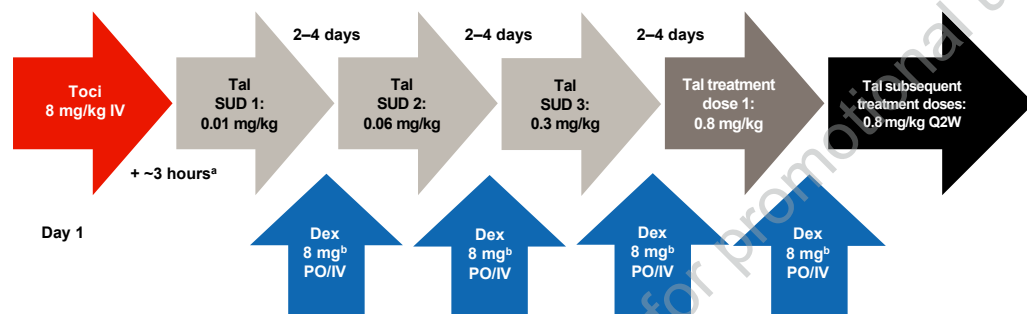 2–4 days
2–4 days
2–4 days
Toci
8 mg/kg IV
Tal
SUD 1:
0.01 mg/kg
Tal
SUD 2:
0.06 mg/kg
Tal
SUD 3:
0.3 mg/kg
Tal treatment
dose 1:
0.8 mg/kg
Tal subsequent
treatment doses:
0.8 mg/kg Q2W
+ ~3 hoursᵃ
Day 1
Dex
8 mgᵇ
PO/IV
Dex
8 mgᵇ
PO/IV
Dex
8 mgᵇ
PO/IV
Dex
8 mgᵇ
PO/IV
for promotional